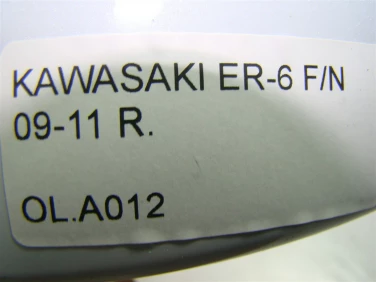 KAWASAKI ER-6 F/N
09-11 R.
OL.A012